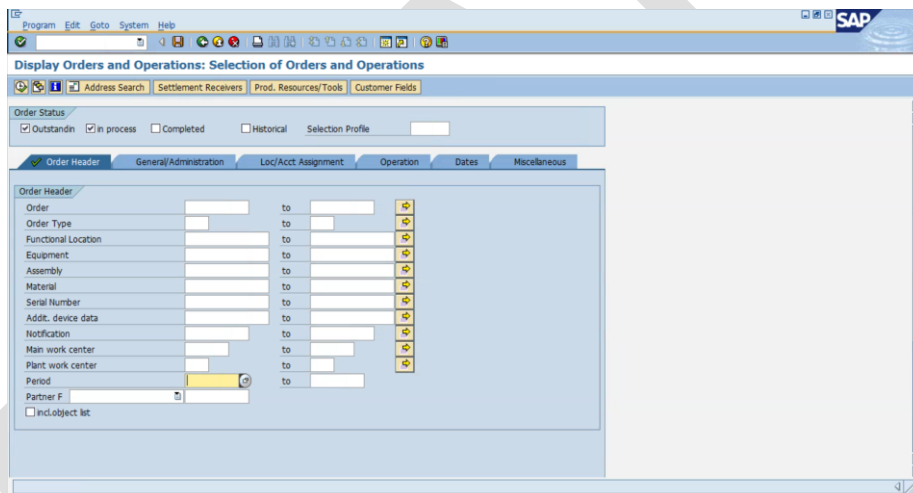 Program Edit Goto System Help
SAP
Display Orders and Operations: Selection of Orders and Operations
Address Search Settlement Receivers Prod. Resources/Tools Customer Fields
Order Status
Outstandin in process Completed Historical Selection Profile
Order Header General/Administration Loc/Acct Assignment Operation Dates Miscellaneous
Order Header
Order to
Order Type to
Functional Location to
Equipment to
Assembly to
Material to
Serial Number to
Addit. device data to
Notification to
Main work center to
Plant work center to
Period to
Partner F
incl.object list